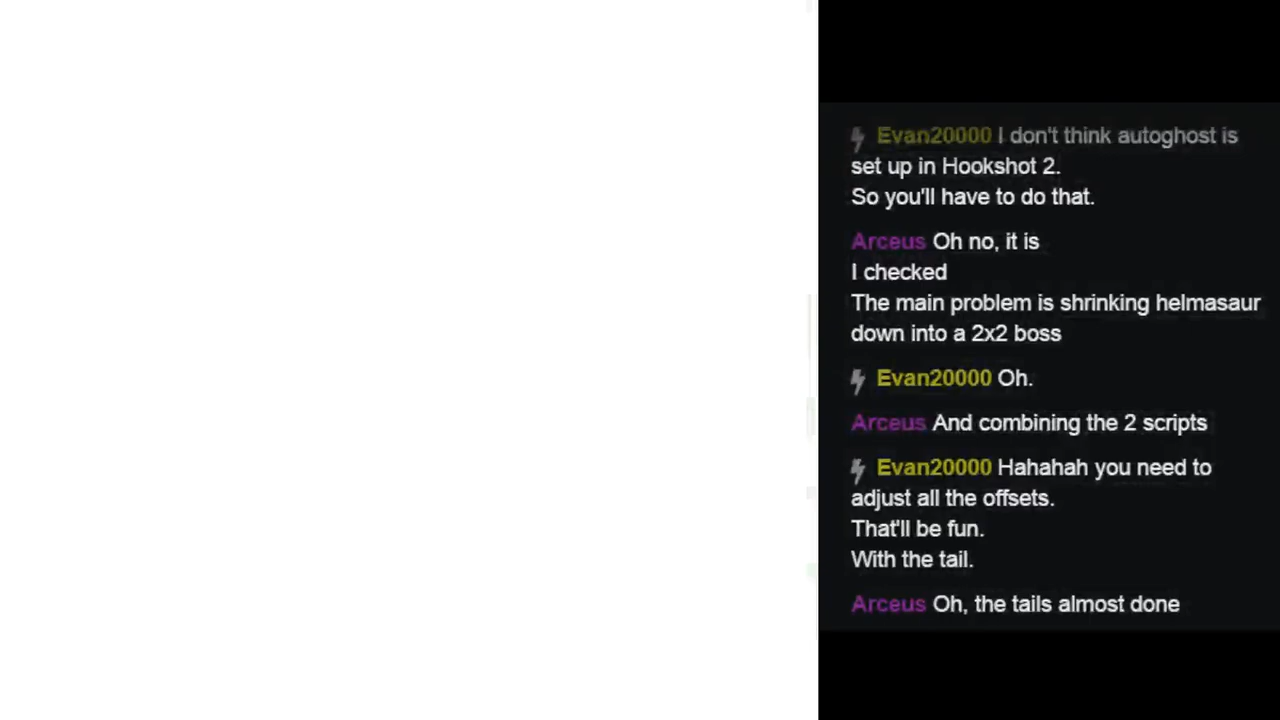 Evan20000 I don't think autoghost is
set up in Hookshot 2.
So you'll have to do that.
Arceus Oh no, it is
I checked
The main problem is shrinking helmasaur
down into a 2x2 boss
Evan20000 Oh.
Arceus And combining the 2 scripts
Evan20000 Hahahah you need to
adjust all the offsets.
That'll be fun.
With the tail.
Arceus Oh, the tails almost done